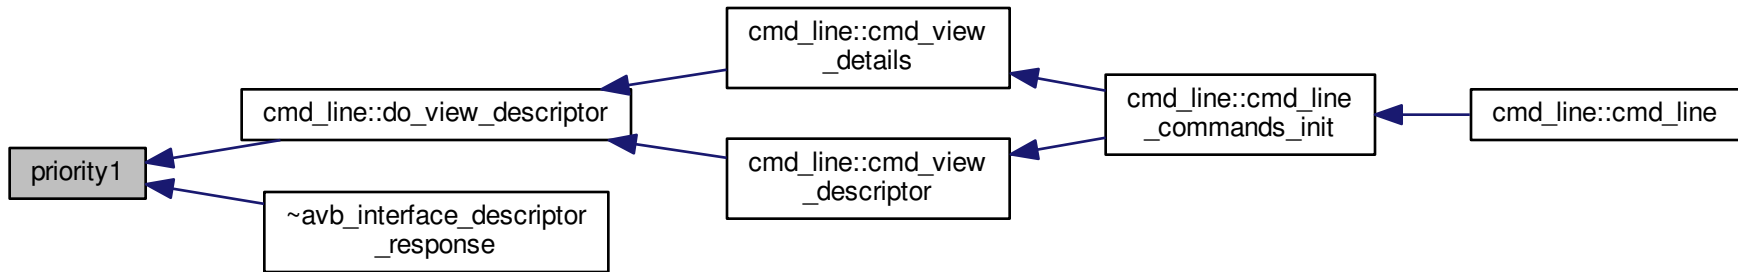 priority1
cmd_line::do_view_descriptor
~avb_interface_descriptor
_response
cmd_line::cmd_view
_details
cmd_line::cmd_view
_descriptor
cmd_line::cmd_line
_commands_init
cmd_line::cmd_line